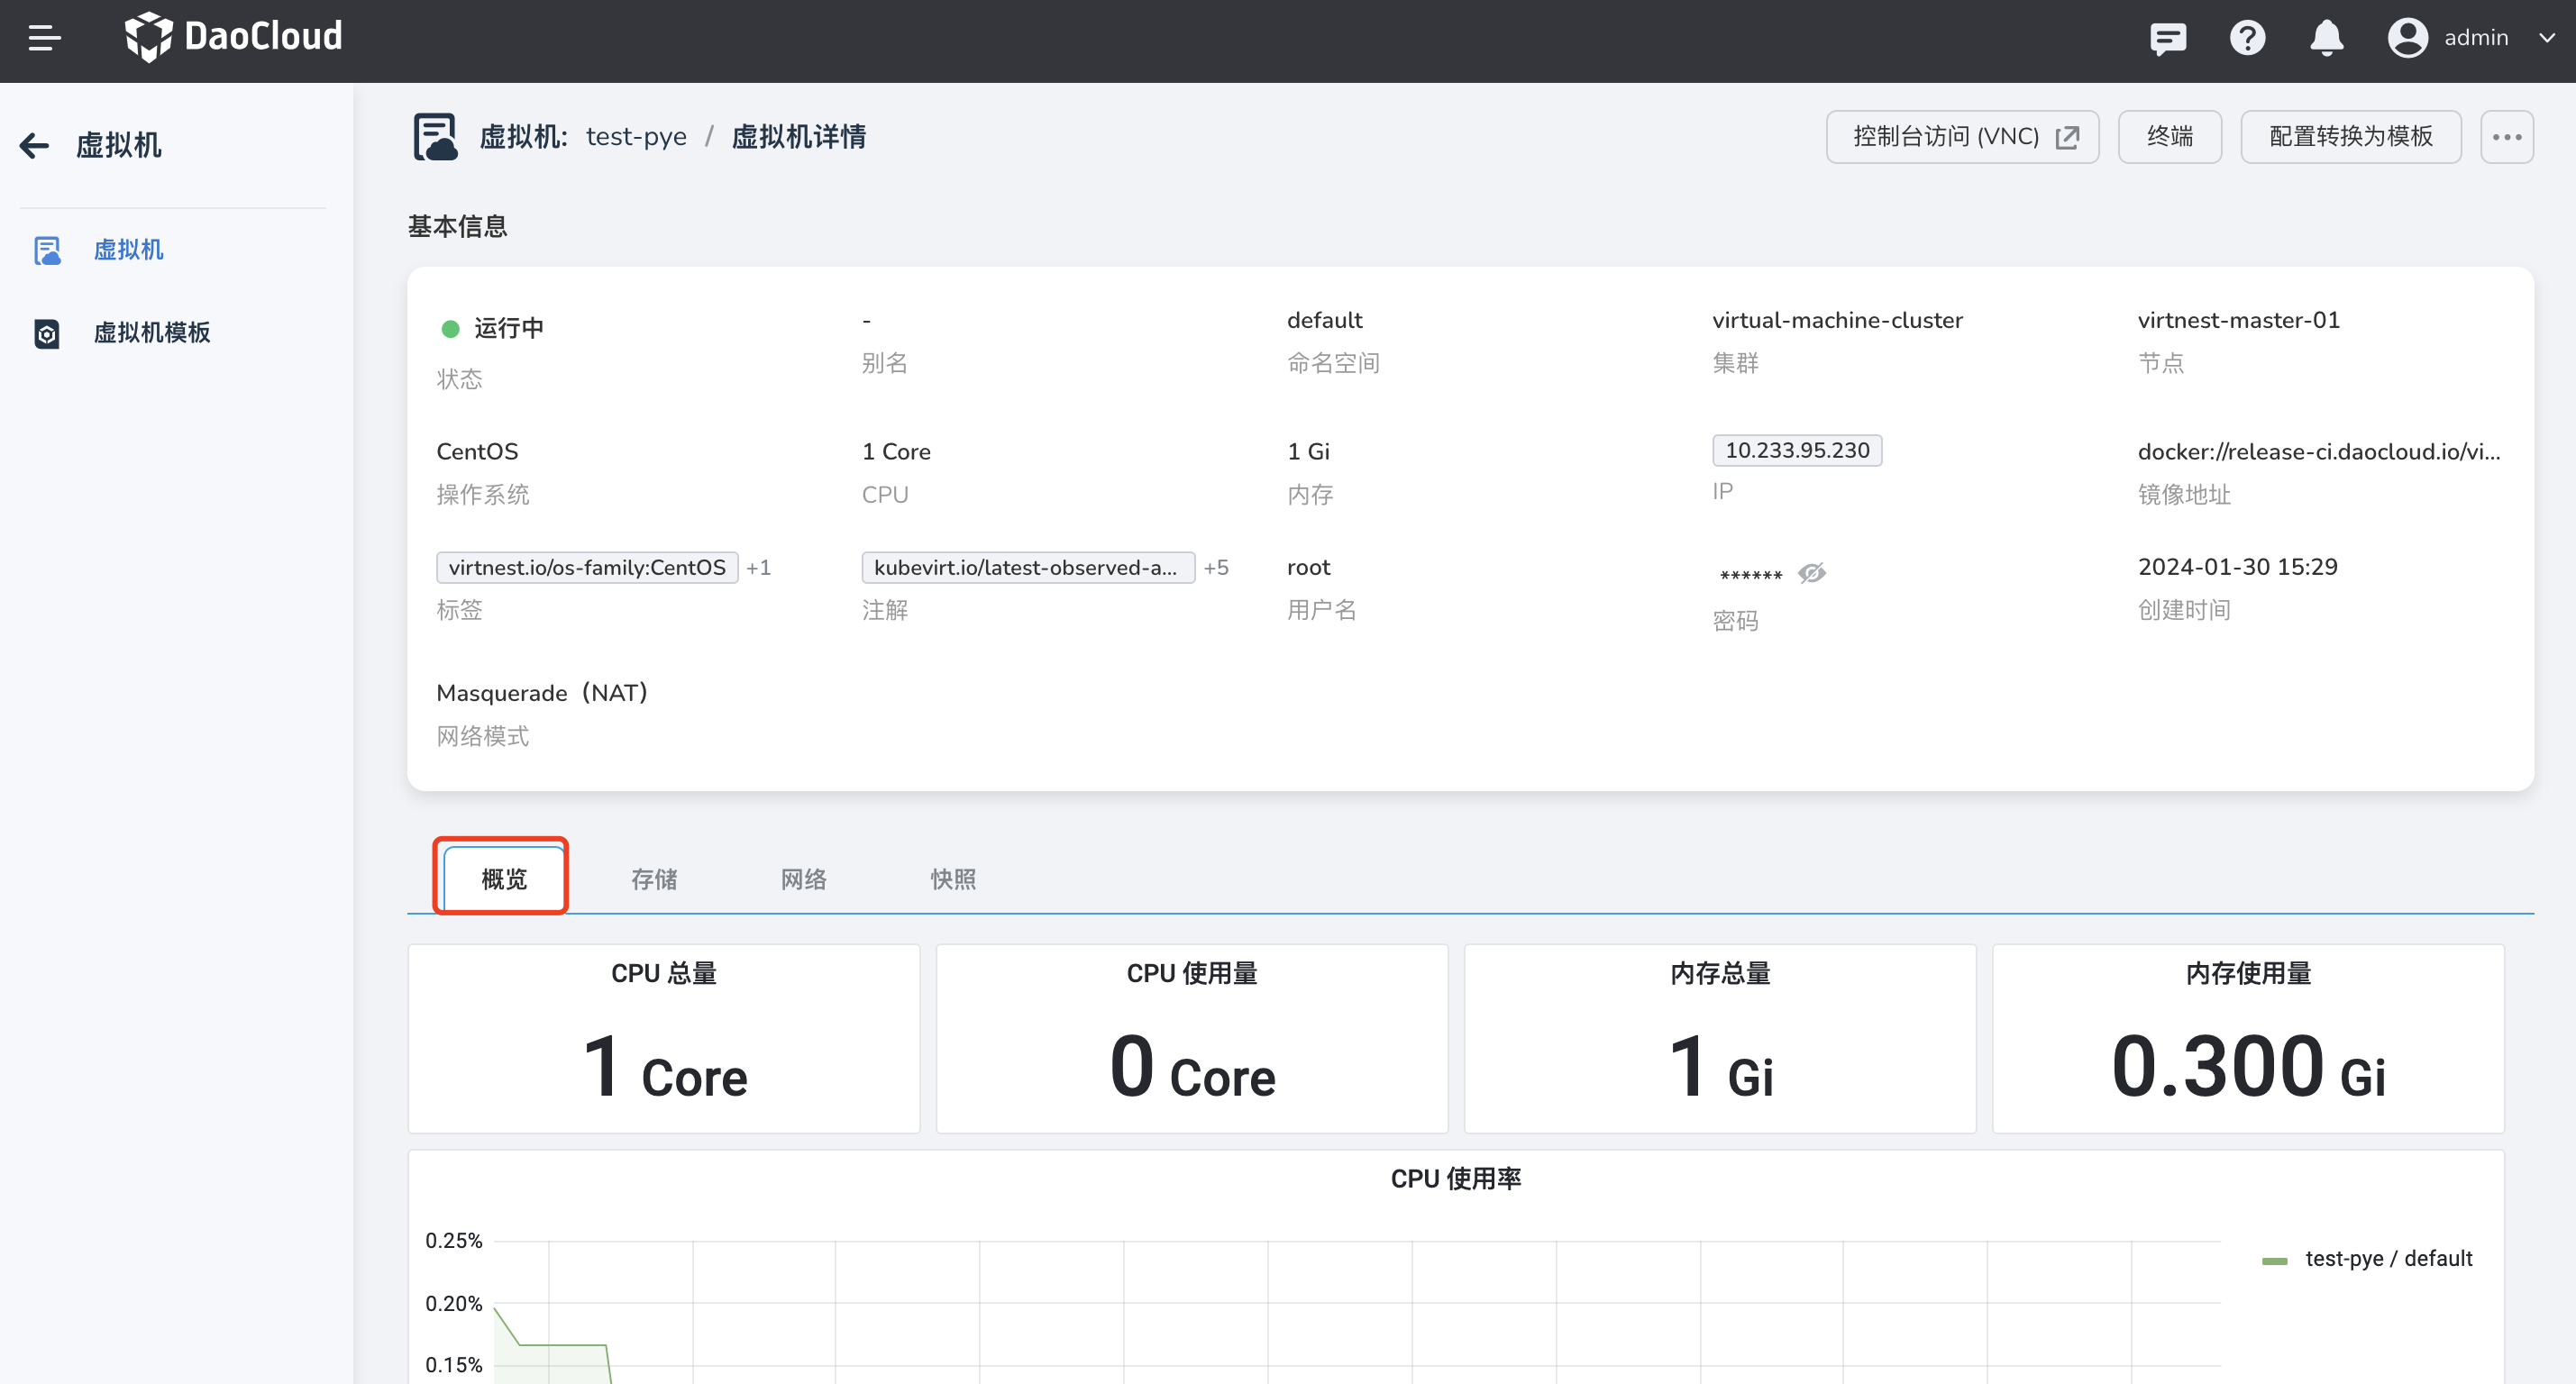 DaoCloud
admin
虚拟机
虚拟机
虚拟机模板
虚拟机: test-pye / 虚拟机详情
控制台访问 (VNC)
终端
配置转换为模板
基本信息
运行中
状态
-
别名
default
命名空间
virtual-machine-cluster
集群
virtnest-master-01
节点
CentOS
操作系统
1 Core
CPU
1 Gi
内存
10.233.95.230
IP
docker://release-ci.daocloud.io/vi...
镜像地址
virtnest.io/os-family:CentOS +1
标签
kubevirt.io/latest-observed-a... +5
注解
root
用户名
******
密码
2024-01-30 15:29
创建时间
Masquerade（NAT）
网络模式
概览
存储
网络
快照
CPU 总量
1 Core
CPU 使用量
0 Core
内存总量
1 Gi
内存使用量
0.300 Gi
CPU 使用率
0.25%
0.20%
0.15%
test-pye / default